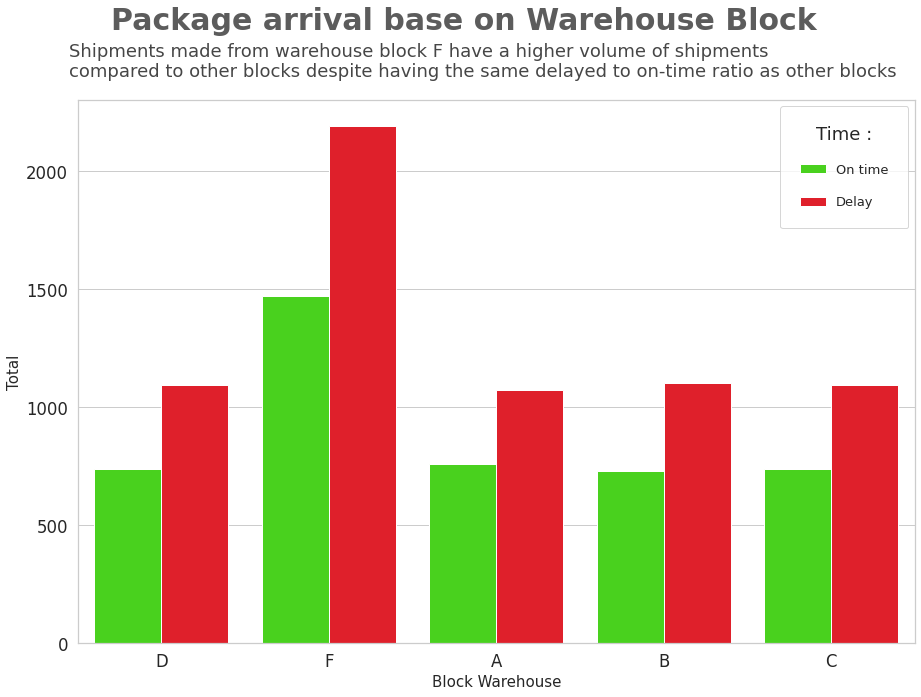 Package arrival base on Warehouse Block
Shipments made from warehouse block F have a higher volume of shipments
compared to other blocks despite having the same delayed to on-time ratio as other blocks
Time :
On time
Delay
2000
1500
1000
500
0
Total
D F A B C
Block Warehouse